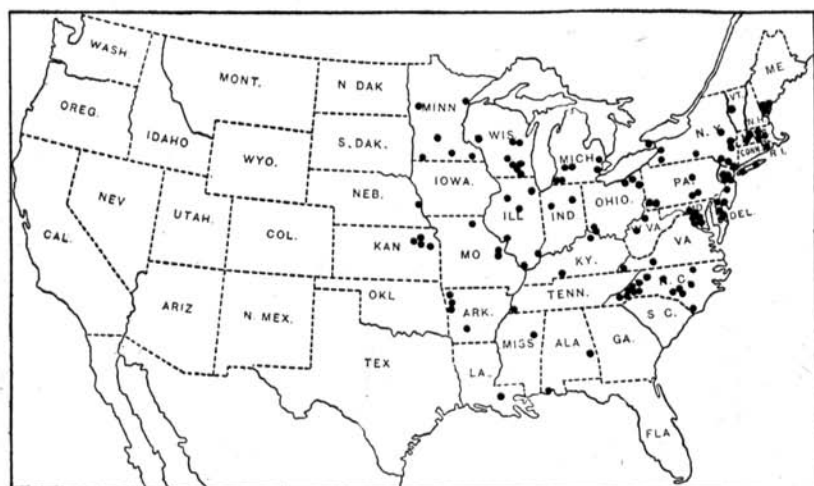 WASH.
MONT.
N DAK
MINN
ME
VT.
N.H.
OREG.
IDAHO
S. DAK.
WIS
MICH
N. Y.
CONN.
R I.
WYO.
IOWA.
PA.
NEB.
NEV
UTAH.
COL.
ILL
IND
OHIO.
MD
DEL.
CAL.
KAN
MO
W VA.
VA
KY.
ARIZ
N. MEX.
OKL
ARK.
TENN.
N. C.
S C.
TEX
LA.
MISS
ALA
GA.
FLA